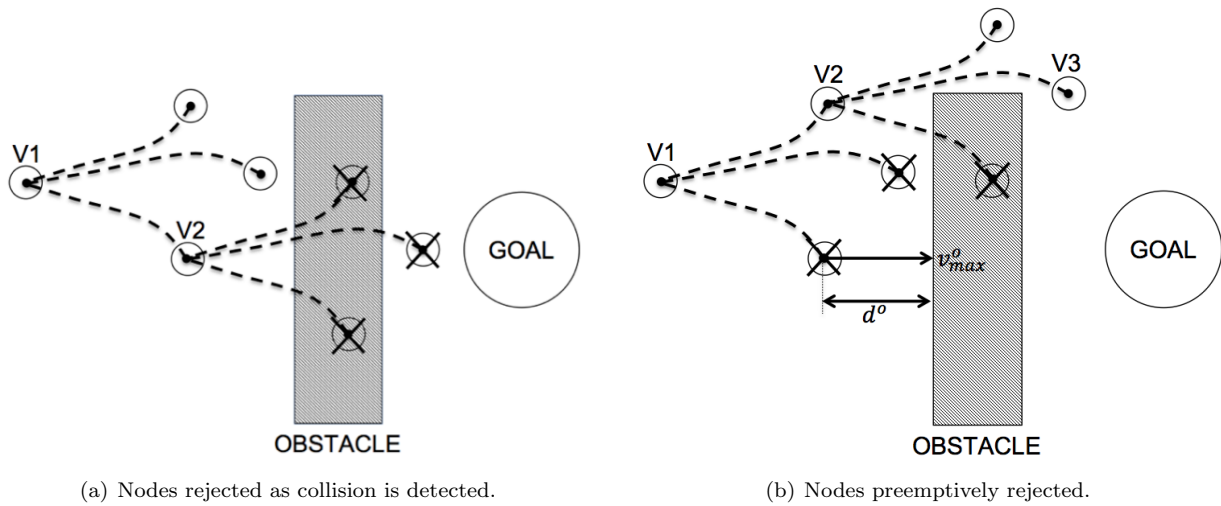 V1
V2
GOAL
OBSTACLE
(a) Nodes rejected as collision is detected.
V3
V2
V1
v^o_max
GOAL
d^o
OBSTACLE
(b) Nodes preemptively rejected.